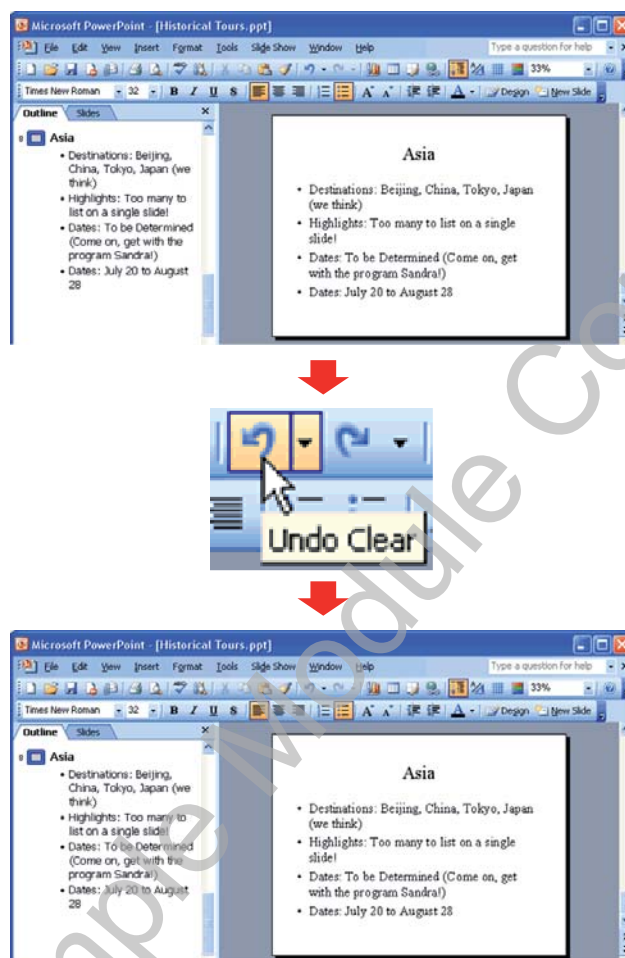 Microsoft PowerPoint - [Historical Tours.ppt]
File Edit View Insert Format Tools Slide Show Window Help Type a question for help
33%
Times New Roman 32 B I U S A A A Design New Slide
Outline Slides
Asia
• Destinations: Beijing,
China, Tokyo, Japan (we
think)
• Highlights: Too many to
list on a single slide!
• Dates: To be Determined
(Come on, get with the
program Sandra!)
• Dates: July 20 to August
28
Asia
• Destinations: Beijing, China, Tokyo, Japan
(we think)
• Highlights: Too many to list on a single
slide!
• Dates: To be Determined (Come on, get
with the program Sandra!)
• Dates: July 20 to August 28
Undo Clear
Microsoft PowerPoint - [Historical Tours.ppt]
File Edit View Insert Format Tools Slide Show Window Help Type a question for help
33%
Times New Roman 32 B I U S A A A Design New Slide
Outline Slides
Asia
• Destinations: Beijing,
China, Tokyo, Japan (we
think)
• Highlights: Too many to
list on a single slide!
• Dates: To be Determined
(Come on, get with the
program Sandra!)
• Dates: July 20 to August
28
Asia
• Destinations: Beijing, China, Tokyo, Japan
(we think)
• Highlights: Too many to list on a single
slide!
• Dates: To be Determined (Come on, get
with the program Sandra!)
• Dates: July 20 to August 28